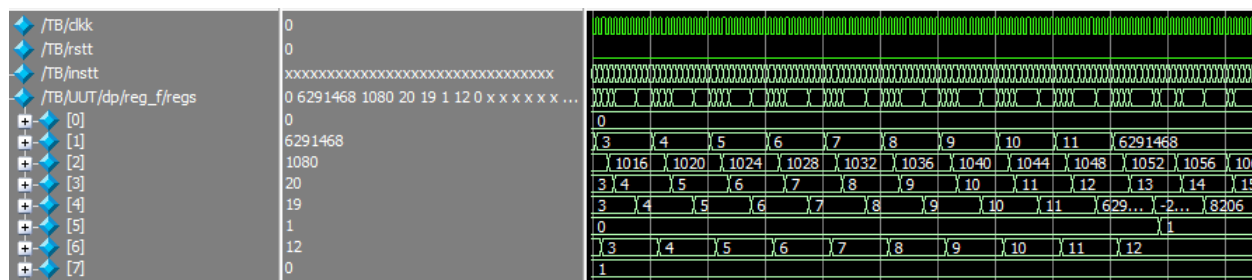 /TB/clkk 0
/TB/rstt 0
/TB/instt xxxxxxxxxxxxxxxxxxxxxxxxxxxxxxxx
/TB/UUT/dp/reg_f/regs 0 6291468 1080 20 19 1 12 0 x x x x x x ...
[0] 0 0
[1] 6291468 3 4 5 6 7 8 9 10 11 6291468
[2] 1080 1016 1020 1024 1028 1032 1036 1040 1044 1048 1052 1056
[3] 20 3 4 5 6 7 8 9 10 11 12 13 14
[4] 19 3 4 5 6 7 8 9 10 11 629... -2... 8206
[5] 1 0 1
[6] 12 3 4 5 6 7 8 9 10 11 12
[7] 0 1